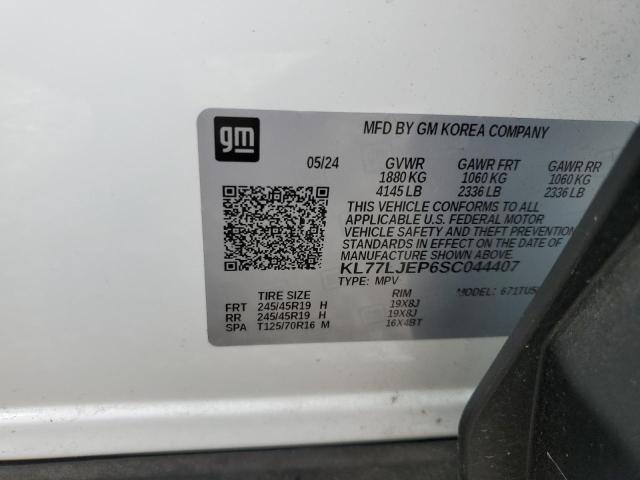 gm
MFD BY GM KOREA COMPANY
05/24 GVWR GAWR FRT GAWR RR
1880 KG 1060 KG 1060 KG
4145 LB 2336 LB 2336 LB
THIS VEHICLE CONFORMS TO ALL
APPLICABLE U.S. FEDERAL MOTOR
VEHICLE SAFETY AND THEFT PREVENTION
STANDARDS IN EFFECT ON THE DATE OF
MANUFACTURE SHOWN ABOVE.
KL77LJEP6SC044407
TYPE: MPV MODEL:
TIRE SIZE RIM
FRT 245/45R19 H 19X8J
RR 245/45R19 H 19X8J
SPA T125/70R16 M 16X4BT